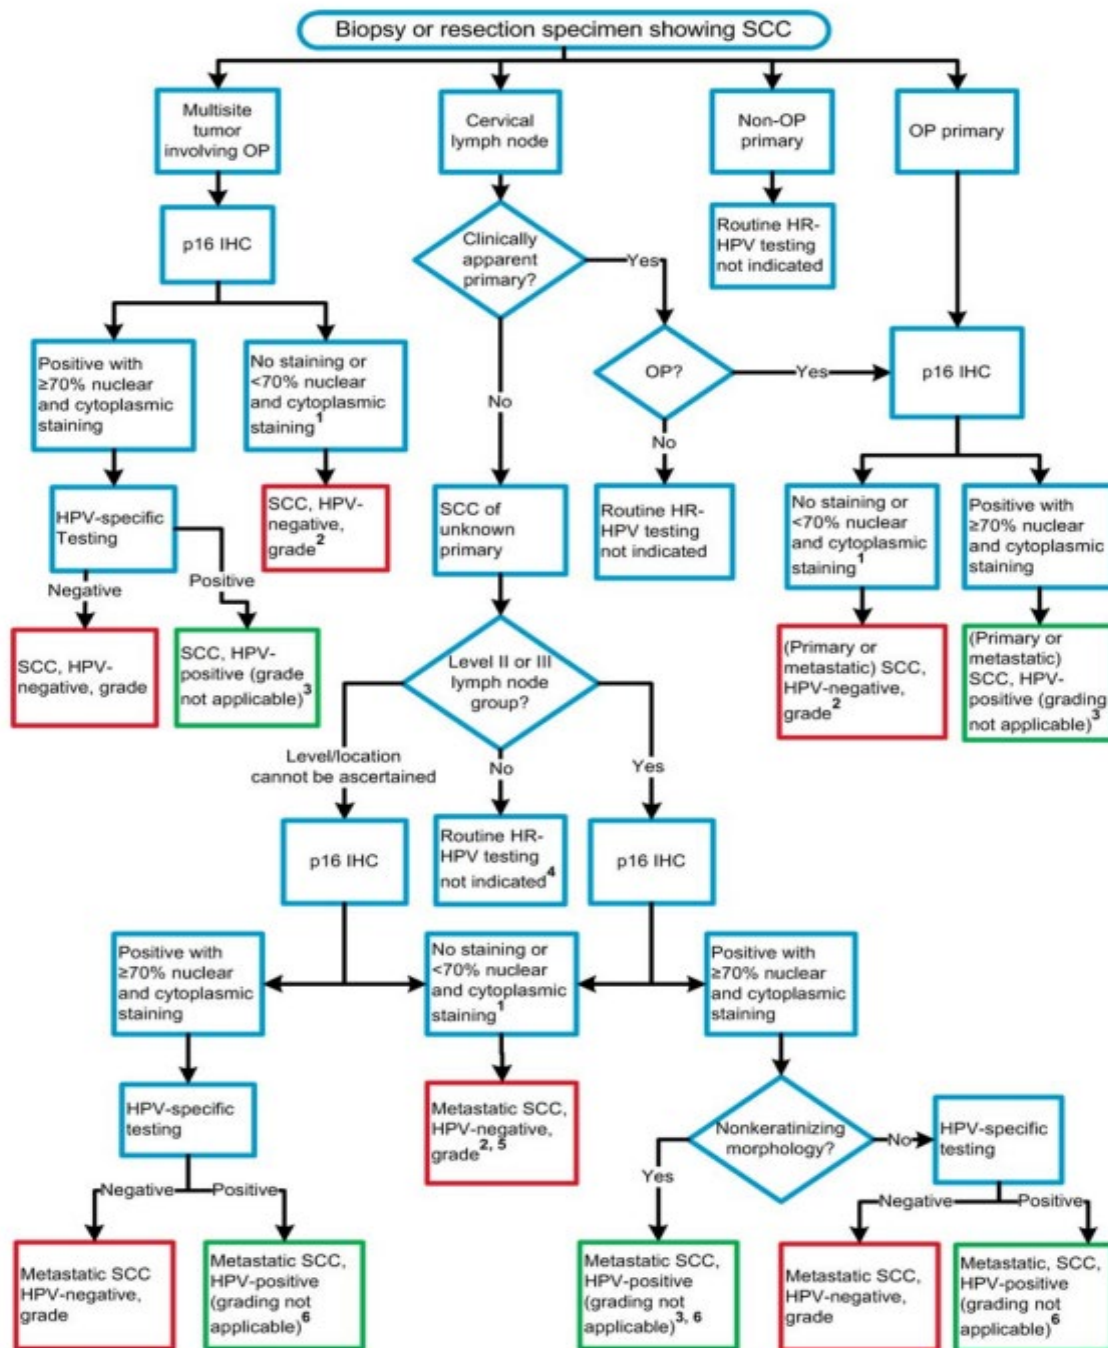 Biopsy or resection specimen showing SCC
Multisite
tumor
involving OP
Cervical
lymph node
Non-OP
primary
OP primary
p16 IHC
Clinically
apparent
primary?
Yes
Routine HR-
HPV testing
not indicated
Positive with
≥70% nuclear
and cytoplasmic
staining
No staining or
<70% nuclear
and cytoplasmic
staining1
No
OP?
Yes
p16 IHC
No
HPV-specific
Testing
SCC, HPV-
negative,
grade2
SCC of
unknown
primary
Routine HR-
HPV testing
not indicated
No staining or
<70% nuclear
and cytoplasmic
staining1
Positive with
≥70% nuclear
and cytoplasmic
staining
Negative
Positive
SCC, HPV-
negative, grade
SCC, HPV-
positive (grade
not applicable)3
Level II or III
lymph node
group?
(Primary or
metastatic) SCC,
HPV-negative,
grade2
(Primary or
metastatic)
SCC, HPV-
positive (grading
not applicable)3
Level/location
cannot be ascertained
No
Yes
p16 IHC
Routine HR-
HPV testing
not indicated4
p16 IHC
Positive with
≥70% nuclear
and cytoplasmic
staining
No staining or
<70% nuclear
and cytoplasmic
staining1
Positive with
≥70% nuclear
and cytoplasmic
staining
HPV-specific
testing
Metastatic SCC,
HPV-negative,
grade2, 5
Nonkeratinizing
morphology?
No
HPV-specific
testing
Yes
Negative
Positive
Negative
Positive
Metastatic SCC
HPV-negative,
grade
Metastatic SCC,
HPV-positive
(grading not
applicable)6
Metastatic SCC,
HPV-positive
(grading not
applicable)3, 6
Metastatic SCC,
HPV-negative,
grade
Metastatic, SCC,
HPV-positive
(grading not
applicable)6